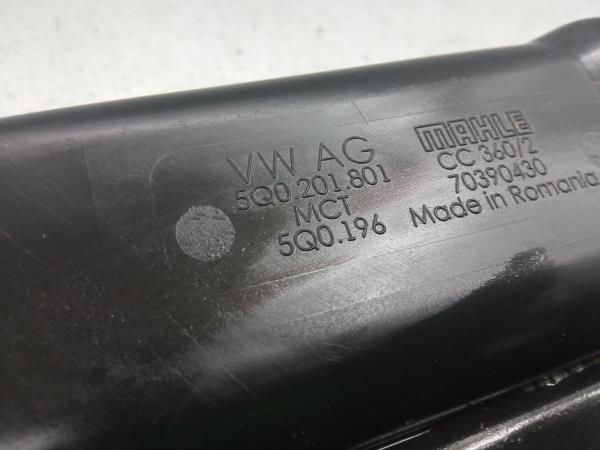 VW AG
5Q0.201.801
MCT
5Q0.196
MAHLE
CC 360/2
70390430
Made in Romania